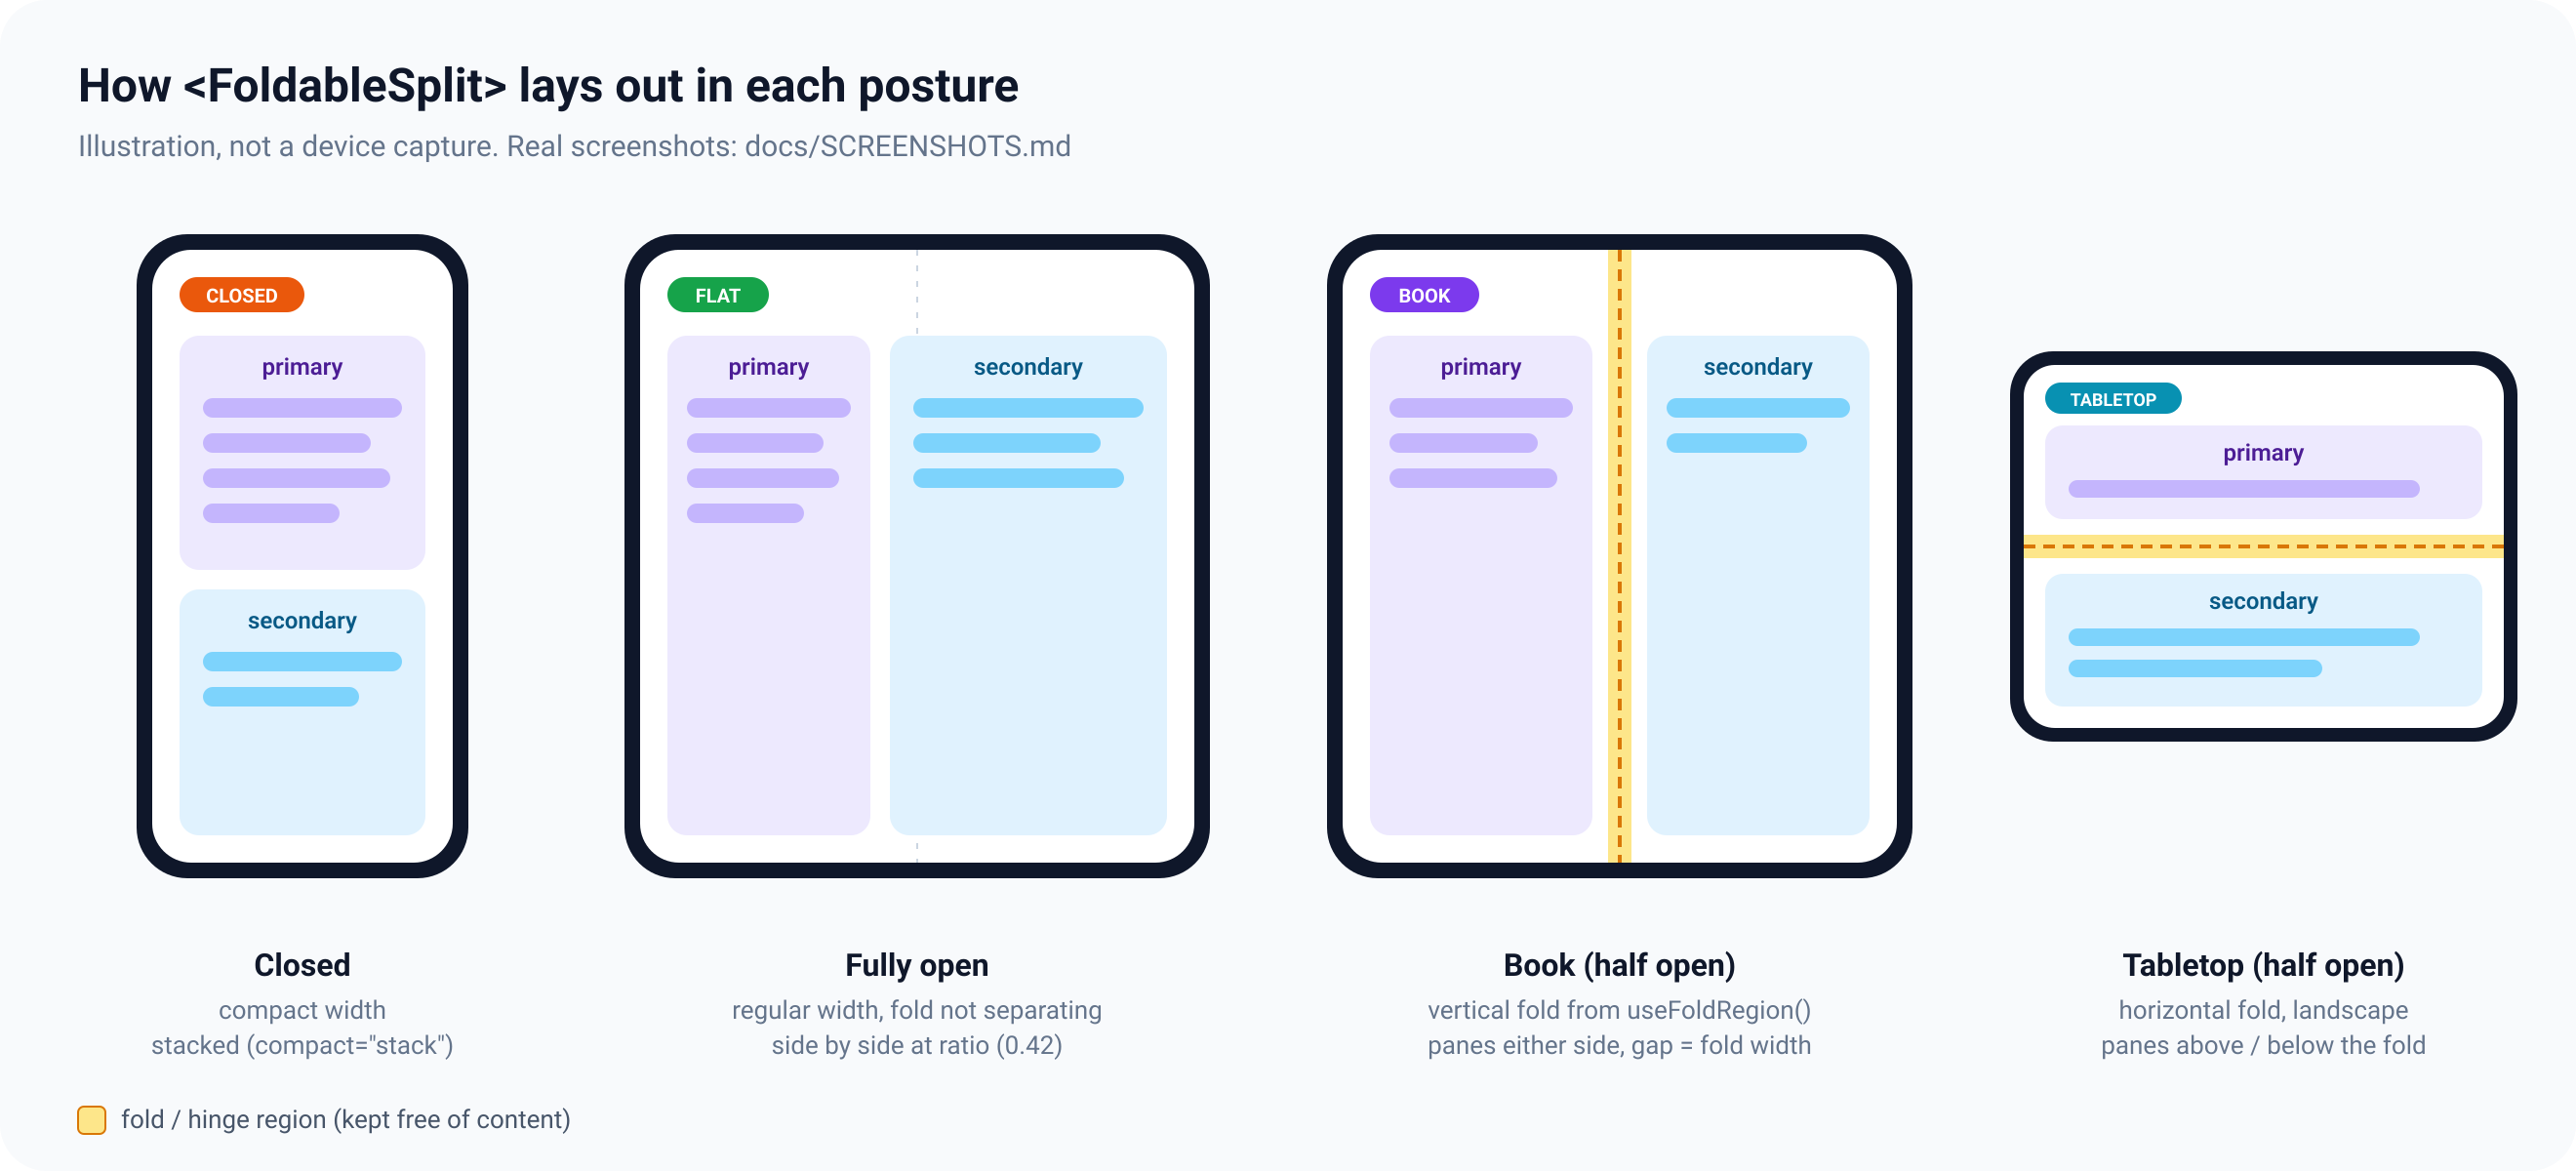 How <FoldableSplit> lays out in each posture
Illustration, not a device capture. Real screenshots: docs/SCREENSHOTS.md
CLOSED
primary
secondary
FLAT
primary
secondary
BOOK
primary
secondary
TABLETOP
primary
secondary
Closed
compact width
stacked (compact="stack")
Fully open
regular width, fold not separating
side by side at ratio (0.42)
Book (half open)
vertical fold from useFoldRegion()
panes either side, gap = fold width
Tabletop (half open)
horizontal fold, landscape
panes above / below the fold
fold / hinge region (kept free of content)